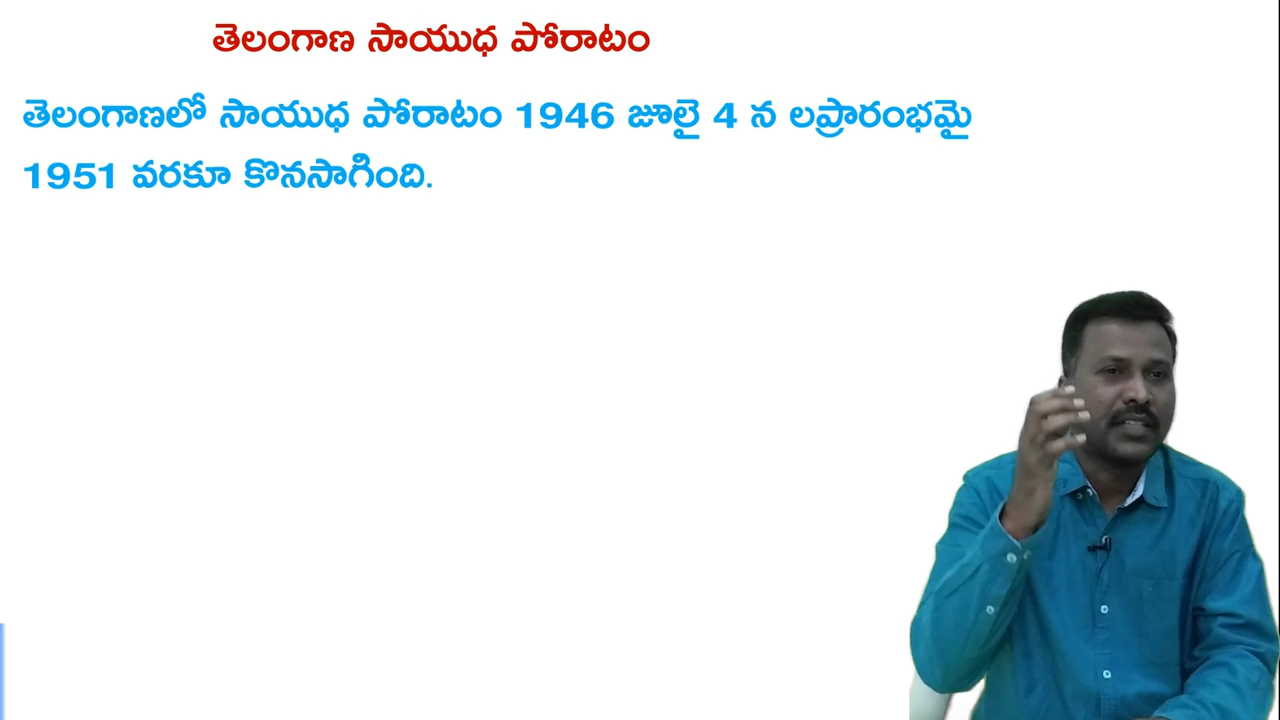 తెలంగాణ సాయుధ పోరాటం
తెలంగాణలో సాయుధ పోరాటం 1946 జూలై 4 న లప్రారంభమై
1951 వరకూ కొనసాగింది.